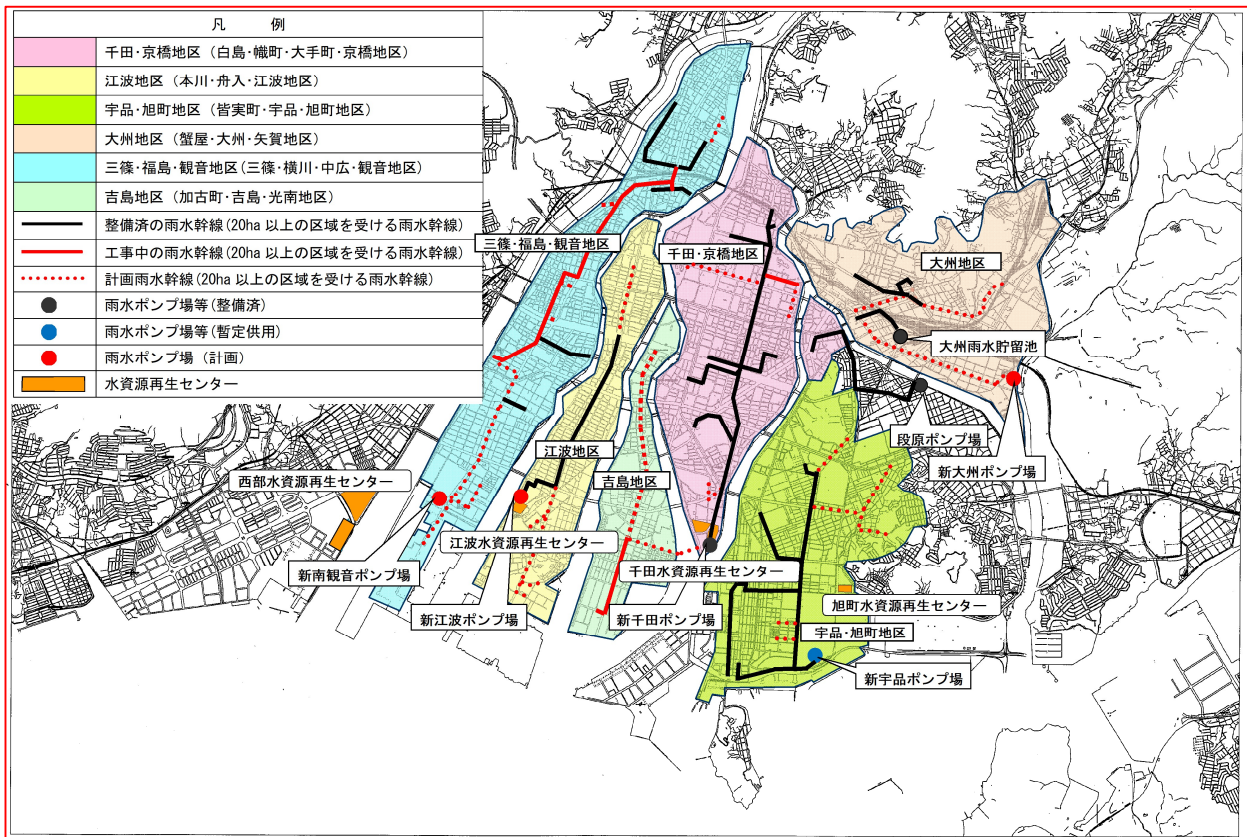 凡　例
千田・京橋地区（白島・幟町・大手町・京橋地区）
江波地区（本川・舟入・江波地区）
宇品・旭町地区（皆実町・宇品・旭町地区）
大州地区（蟹屋・大州・矢賀地区）
三篠・福島・観音地区（三篠・横川・中広・観音地区）
吉島地区（加古町・吉島・光南地区）
整備済の雨水幹線（20ha 以上の区域を受ける雨水幹線）
工事中の雨水幹線（20ha 以上の区域を受ける雨水幹線）
計画雨水幹線（20ha 以上の区域を受ける雨水幹線）
雨水ポンプ場等（整備済）
雨水ポンプ場等（暫定供用）
雨水ポンプ場（計画）
水資源再生センター
三篠・福島・観音地区
千田・京橋地区
大州地区
大州雨水貯留池
段原ポンプ場
新大州ポンプ場
江波地区
吉島地区
西部水資源再生センター
江波水資源再生センター
千田水資源再生センター
新南観音ポンプ場
新江波ポンプ場
新千田ポンプ場
旭町水資源再生センター
宇品・旭町地区
新宇品ポンプ場